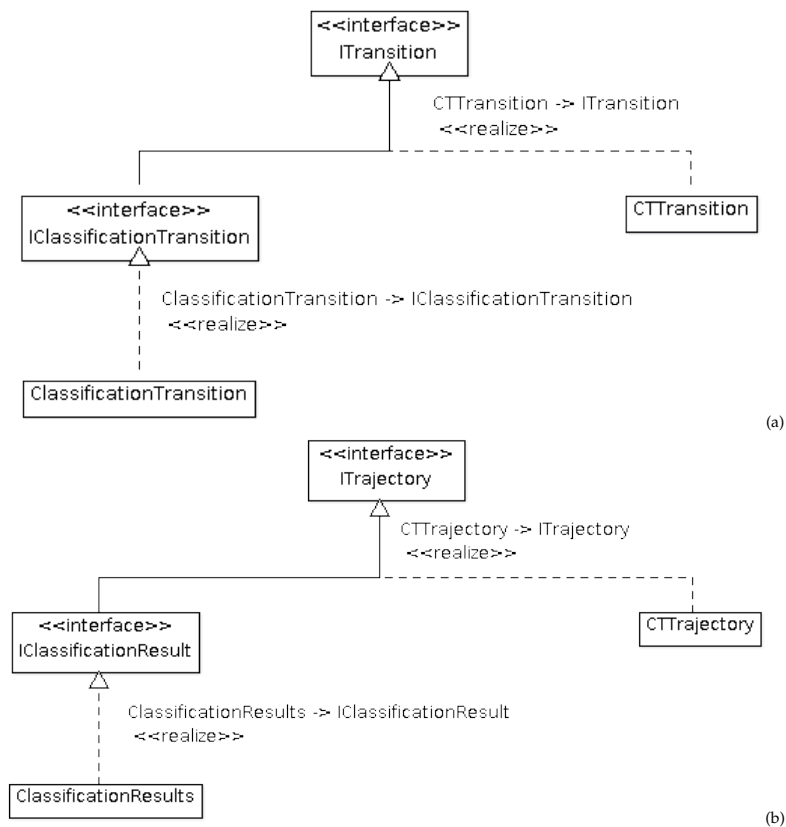 <<interface>>
ITransition
CTTransition -> ITransition
<<realize>>
<<interface>>
IClassificationTransition
CTTransition
ClassificationTransition -> IClassificationTransition
<<realize>>
ClassificationTransition
(a)
<<interface>>
ITrajectory
CTTrajectory -> ITrajectory
<<realize>>
<<interface>>
IClassificationResult
CTTrajectory
ClassificationResults -> IClassificationResult
<<realize>>
ClassificationResults
(b)